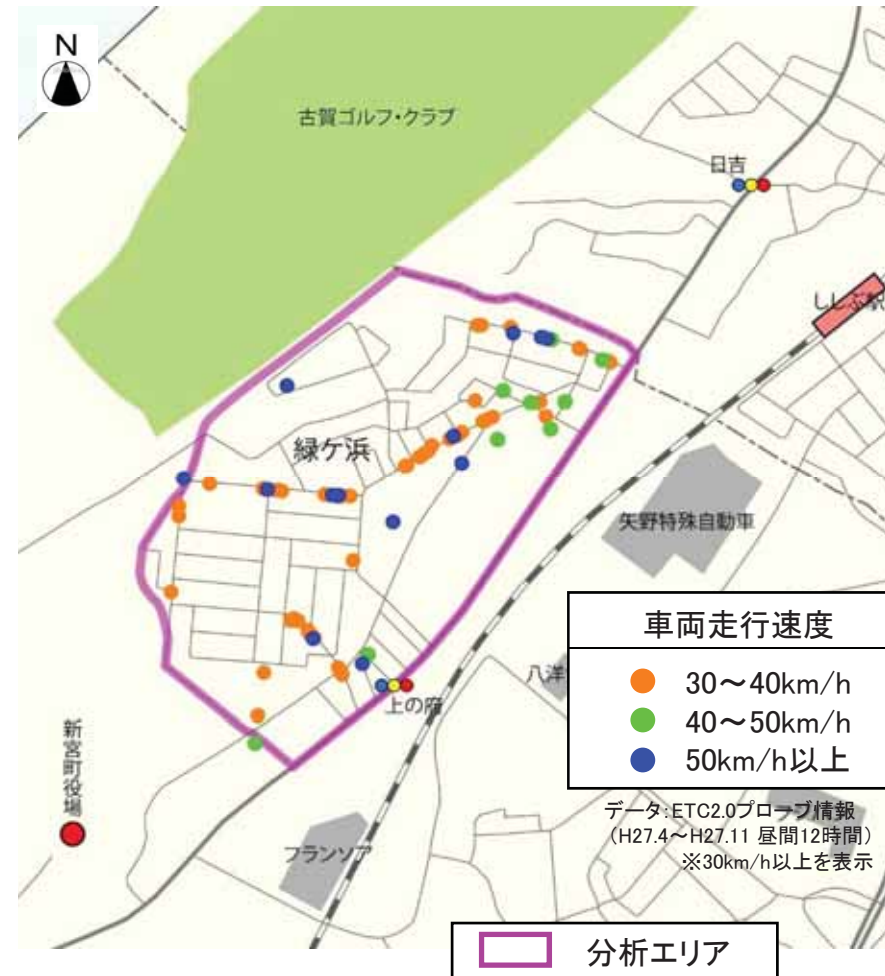 N
古賀ゴルフ・クラブ
日吉
ししぶ駅
緑ケ浜
矢野特殊自動車
車両走行速度
30～40km/h
40～50km/h
50km/h以上
八洋
上の府
新宮町役場
データ:ETC2.0プローブ情報
(H27.4～H27.11 昼間12時間)
※30km/h以上を表示
フランソア
分析エリア